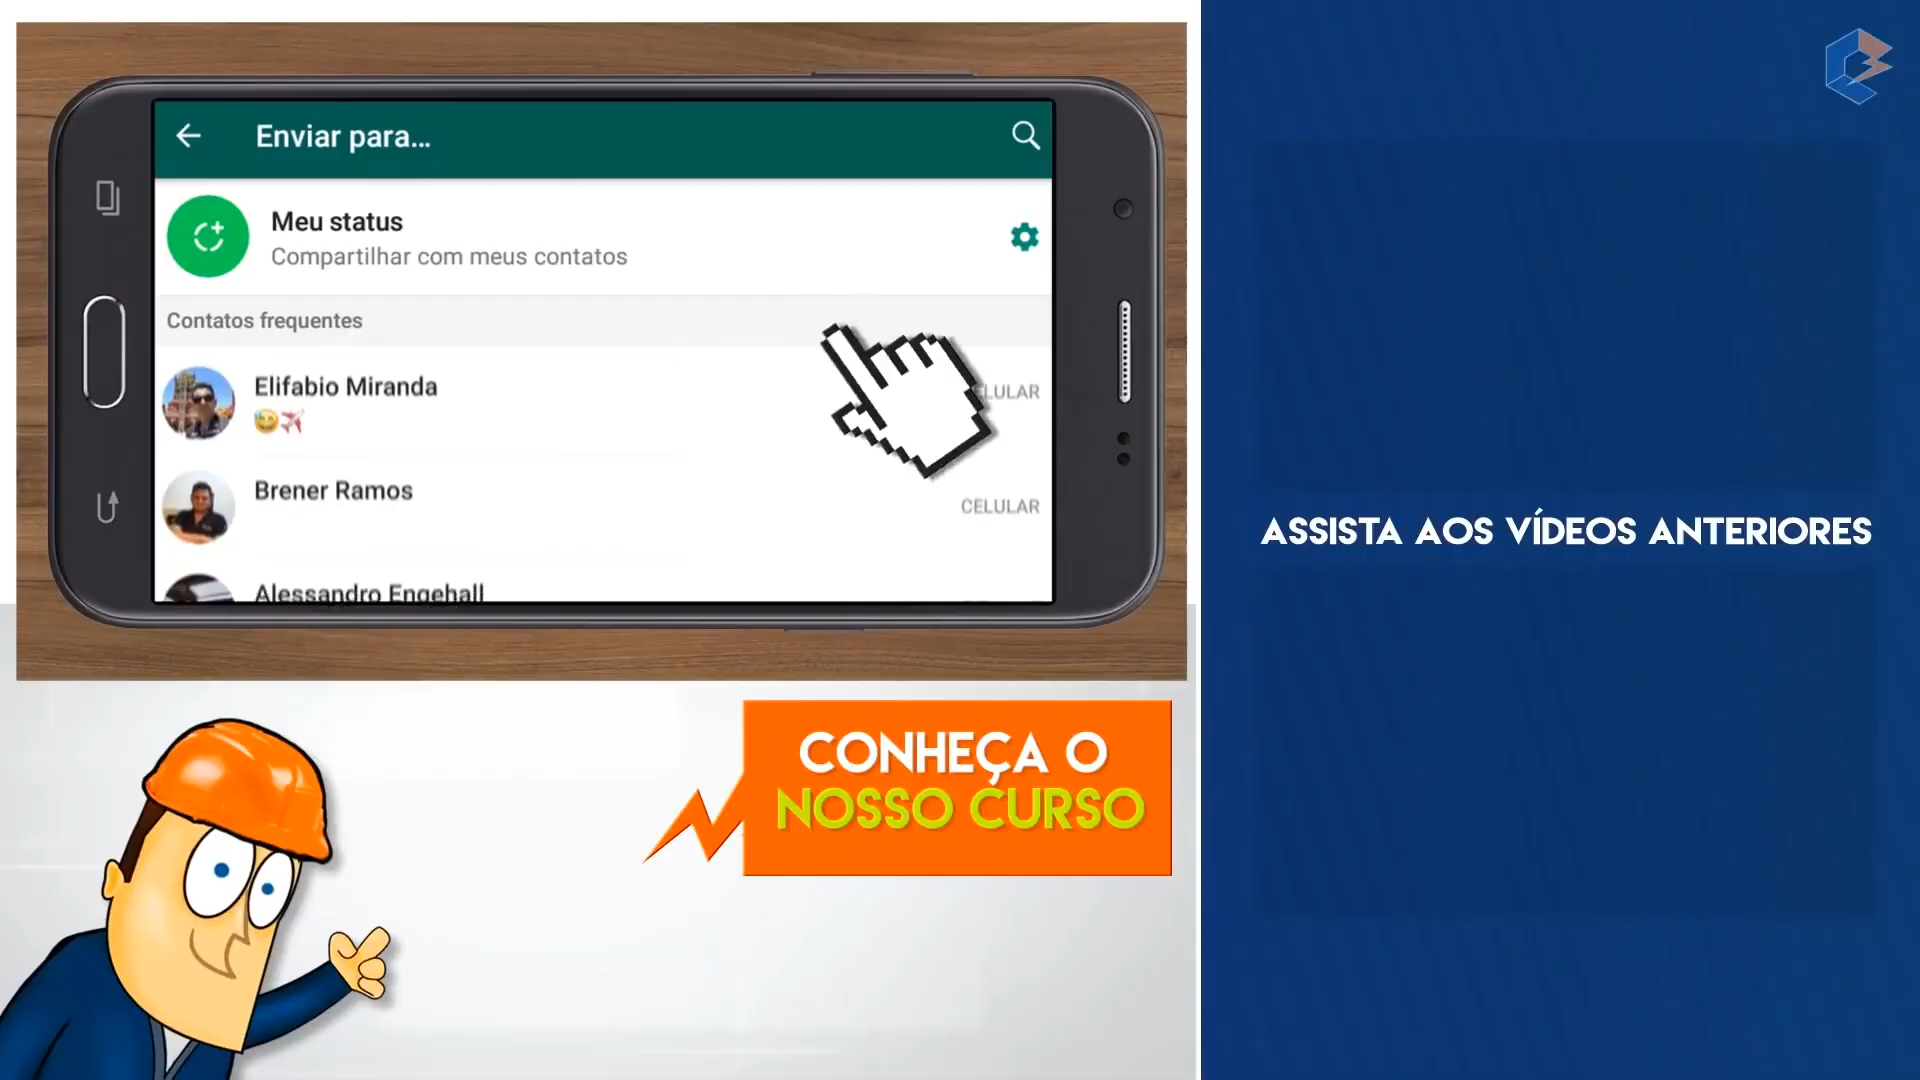 Enviar para...
Meu status
Compartilhar com meus contatos
Contatos frequentes
Elifabio Miranda
ELULAR
Brener Ramos
CELULAR
Alessandro Engehall
CONHEÇA O
NOSSO CURSO
ASSISTA AOS VÍDEOS ANTERIORES